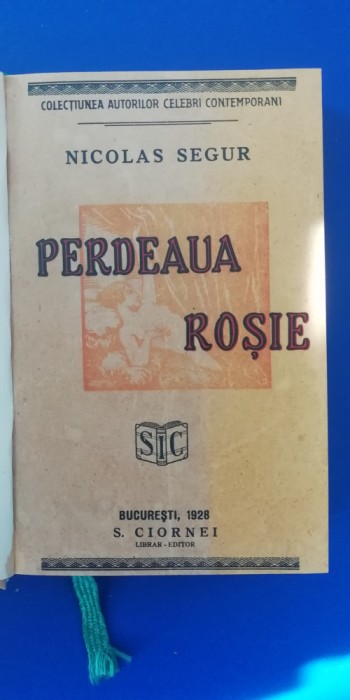 COLECȚIUNEA AUTORILOR CELEBRI CONTEMPORANI
NICOLAS SEGUR
PERDEAUA
ROȘIE
SIC
BUCUREȘTI, 1928
S. CIORNEI
LIBRAR - EDITOR